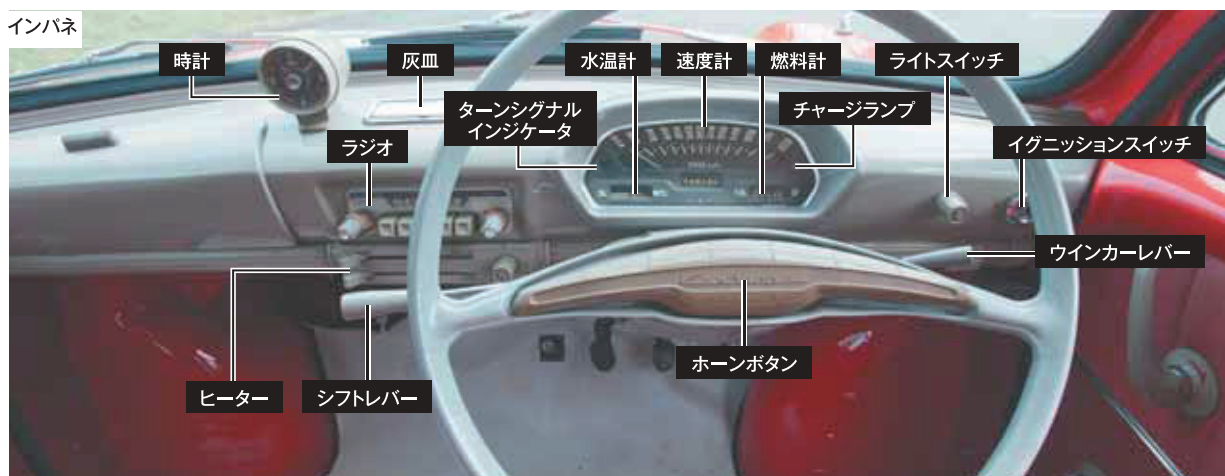 インパネ
時計
灰皿
水温計
速度計
燃料計
ライトスイッチ
ターンシグナル
インジケータ
チャージランプ
ラジオ
イグニッションスイッチ
ウインカーレバー
ホーンボタン
ヒーター
シフトレバー